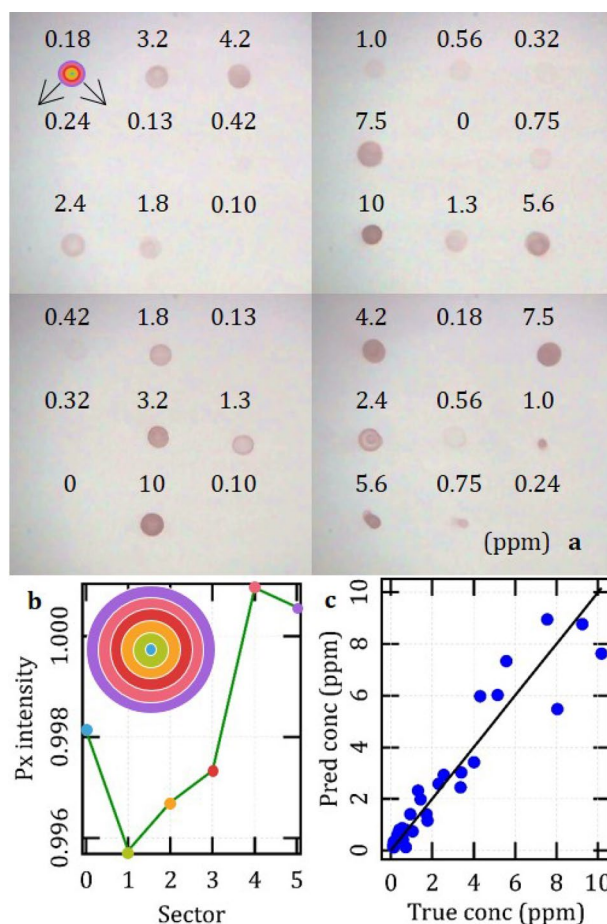 0.18 3.2 4.2
0.24 0.13 0.42
2.4 1.8 0.10
1.0 0.56 0.32
7.5 0 0.75
10 1.3 5.6
0.42 1.8 0.13
0.32 3.2 1.3
0 10 0.10
4.2 0.18 7.5
2.4 0.56 1.0
5.6 0.75 0.24
(ppm) a
b
1.000
0.998
0.996
Px intensity
0 1 2 3 4 5
Sector
c
10
8
6
4
2
0
Pred conc (ppm)
0 2 4 6 8 10
True conc (ppm)